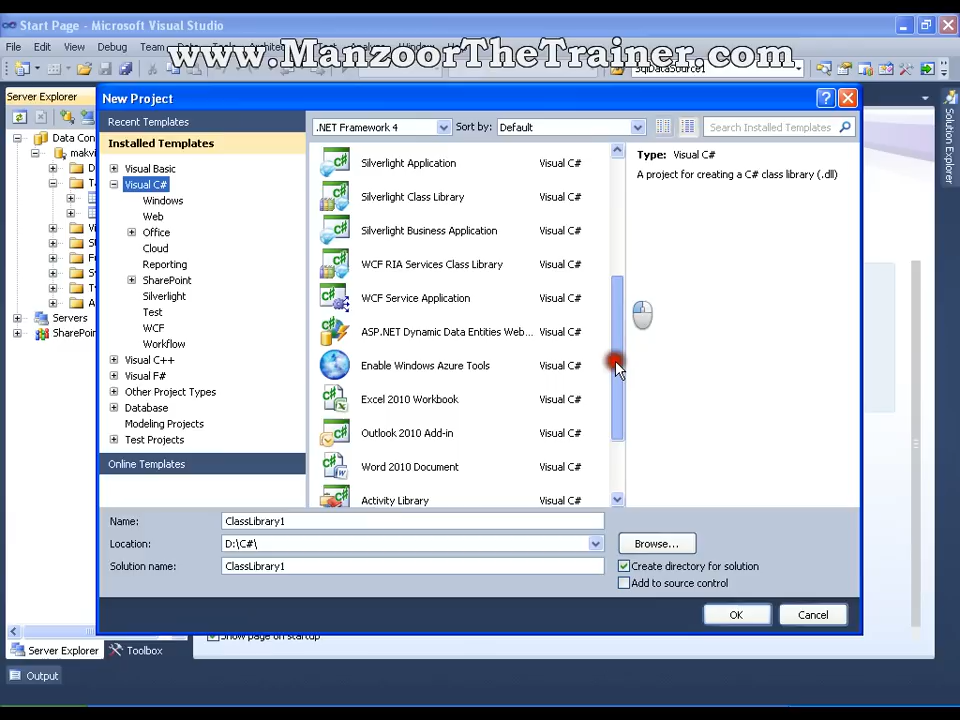 Start Page - Microsoft Visual Studio
File Edit View Debug Team
www.ManzoorTheTrainer.com
SqlDataSource1
Server Explorer
Data Con
makvi
D
T
V
S
F
S
T
A
Servers
SharePoin
New Project
Recent Templates
Installed Templates
Visual Basic
Visual C#
Windows
Web
Office
Cloud
Reporting
SharePoint
Silverlight
Test
WCF
Workflow
Visual C++
Visual F#
Other Project Types
Database
Modeling Projects
Test Projects
Online Templates
.NET Framework 4 Sort by: Default Search Installed Templates
Silverlight Application Visual C#
Silverlight Class Library Visual C#
Silverlight Business Application Visual C#
WCF RIA Services Class Library Visual C#
WCF Service Application Visual C#
ASP.NET Dynamic Data Entities Web... Visual C#
Enable Windows Azure Tools Visual C#
Excel 2010 Workbook Visual C#
Outlook 2010 Add-in Visual C#
Word 2010 Document Visual C#
Activity Library Visual C#
Type: Visual C#
A project for creating a C# class library (.dll)
Name: ClassLibrary1
Location: D:\C#\ Browse...
Solution name: ClassLibrary1
Create directory for solution
Add to source control
OK Cancel
Show page on startup
Server Explorer Toolbox
Output
Solution Explorer